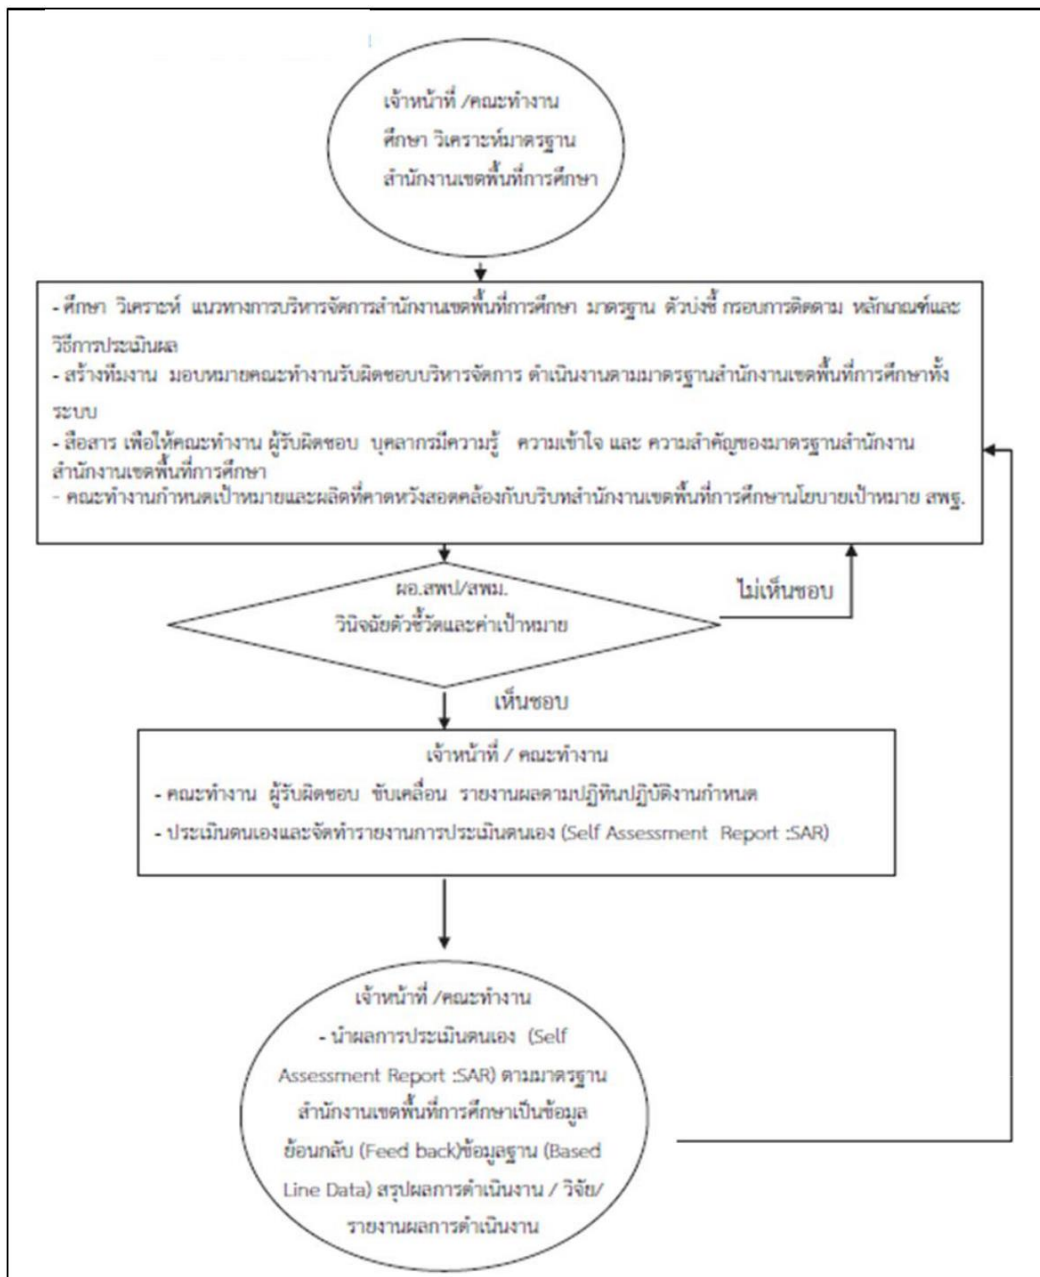 เจ้าหน้าที่ /คณะทำงาน
ศึกษา วิเคราะห์มาตรฐาน
สำนักงานเขตพื้นที่การศึกษา
- ศึกษา วิเคราะห์ แนวทางการบริหารจัดการสำนักงานเขตพื้นที่การศึกษา มาตรฐาน ตัวบ่งชี้ กรอบการติดตาม หลักเกณฑ์และ
วิธีการประเมินผล
- สร้างทีมงาน มอบหมายคณะทำงานรับผิดชอบบริหารจัดการ ดำเนินงานตามมาตรฐานสำนักงานเขตพื้นที่การศึกษาทั้ง
ระบบ
- สื่อสาร เพื่อให้คณะทำงาน ผู้รับผิดชอบ บุคลากรมีความรู้ ความเข้าใจ และ ความสำคัญของมาตรฐานสำนักงาน
สำนักงานเขตพื้นที่การศึกษา
- คณะทำงานกำหนดเป้าหมายและผลิตที่คาดหวังสอดคล้องกับบริบทสำนักงานเขตพื้นที่การศึกษานโยบายเป้าหมาย สพฐ.
ผอ.สพป/สพม.
วินิจฉัยตัวชี้วัดและค่าเป้าหมาย
ไม่เห็นชอบ
เห็นชอบ
เจ้าหน้าที่ / คณะทำงาน
- คณะทำงาน ผู้รับผิดชอบ ขับเคลื่อน รายงานผลตามปฏิทินปฏิบัติงานกำหนด
- ประเมินตนเองและจัดทำรายงานการประเมินตนเอง (Self Assessment Report :SAR)
เจ้าหน้าที่ /คณะทำงาน
- นำผลการประเมินตนเอง (Self
Assessment Report :SAR) ตามมาตรฐาน
สำนักงานเขตพื้นที่การศึกษาเป็นข้อมูล
ย้อนกลับ (Feed back)ข้อมูลฐาน (Based
Line Data) สรุปผลการดำเนินงาน / วิจัย/
รายงานผลการดำเนินงาน